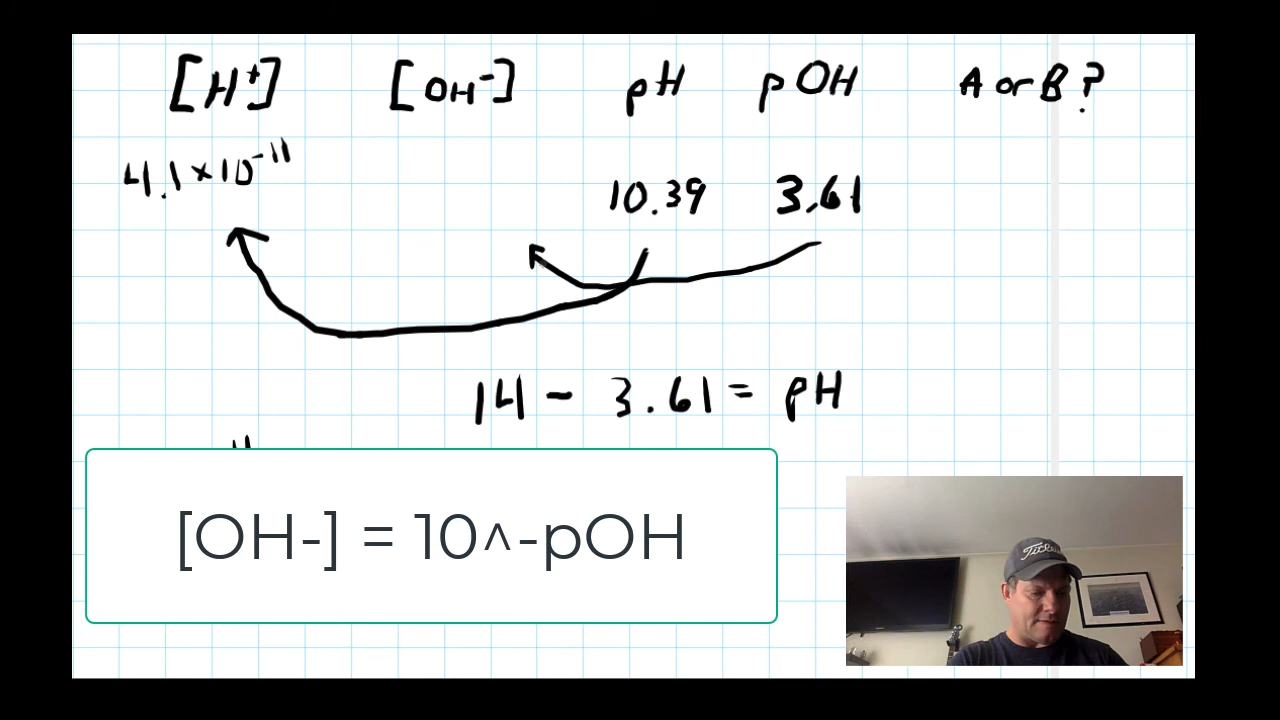 [H⁺] [OH⁻] pH pOH A or B?
4.1 × 10⁻¹¹ 10.39 3.61
14 - 3.61 = pH
[OH-] = 10^-pOH